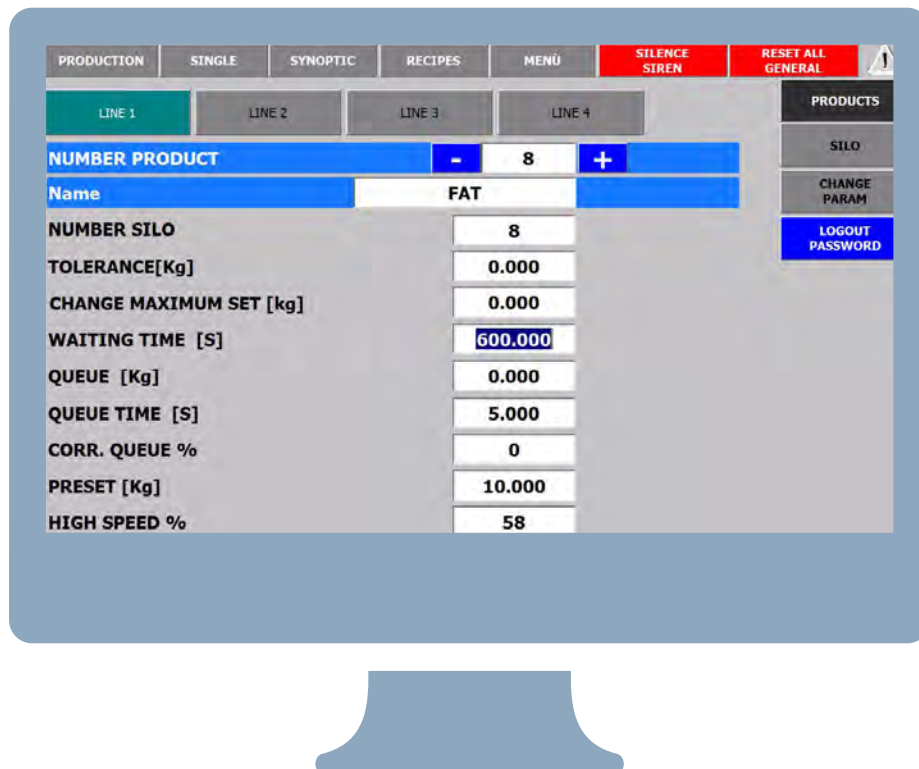 PRODUCTION SINGLE SYNOPTIC RECIPES MENÙ SILENCE SIREN RESET ALL GENERAL
LINE 1 LINE 2 LINE 3 LINE 4 PRODUCTS
NUMBER PRODUCT - 8 + SILO
Name FAT CHANGE PARAM
NUMBER SILO 8 LOGOUT PASSWORD
TOLERANCE[Kg] 0.000
CHANGE MAXIMUM SET [kg] 0.000
WAITING TIME [S] 600.000
QUEUE [Kg] 0.000
QUEUE TIME [S] 5.000
CORR. QUEUE % 0
PRESET [Kg] 10.000
HIGH SPEED % 58